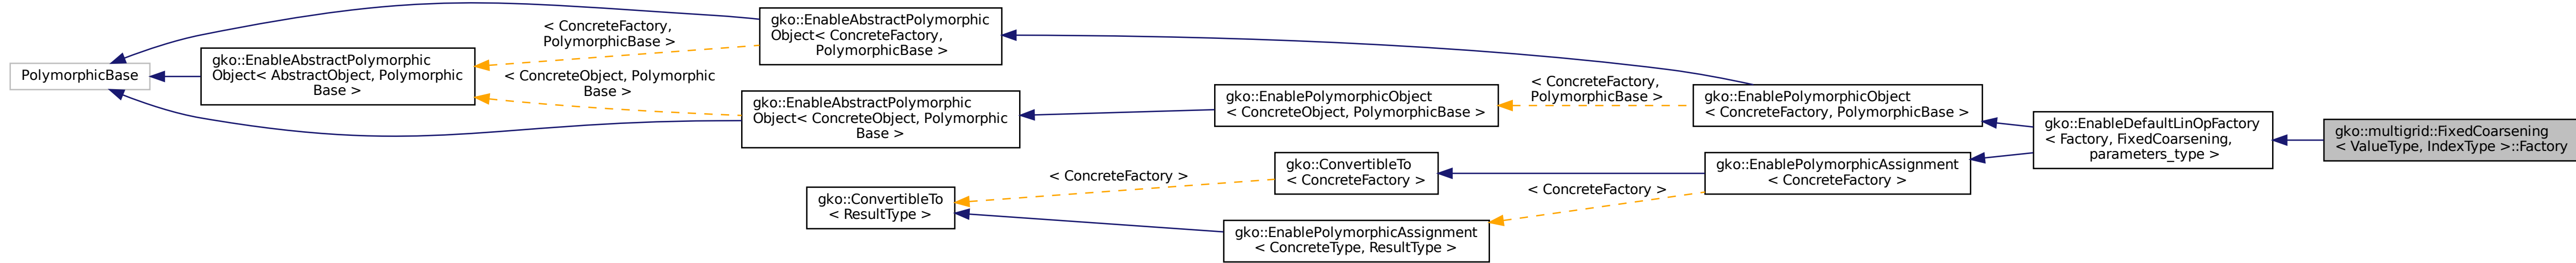 PolymorphicBase
gko::EnableAbstractPolymorphic
Object< AbstractObject, Polymorphic
Base >
< ConcreteFactory,
PolymorphicBase >
< ConcreteObject, Polymorphic
Base >
gko::EnableAbstractPolymorphic
Object< ConcreteFactory,
PolymorphicBase >
gko::EnableAbstractPolymorphic
Object< ConcreteObject, Polymorphic
Base >
gko::ConvertibleTo
< ResultType >
< ConcreteFactory >
gko::EnablePolymorphicObject
< ConcreteObject, PolymorphicBase >
gko::ConvertibleTo
< ConcreteFactory >
gko::EnablePolymorphicAssignment
< ConcreteType, ResultType >
< ConcreteFactory,
PolymorphicBase >
< ConcreteFactory >
gko::EnablePolymorphicObject
< ConcreteFactory, PolymorphicBase >
gko::EnablePolymorphicAssignment
< ConcreteFactory >
gko::EnableDefaultLinOpFactory
< Factory, FixedCoarsening,
parameters_type >
gko::multigrid::FixedCoarsening
< ValueType, IndexType >::Factory